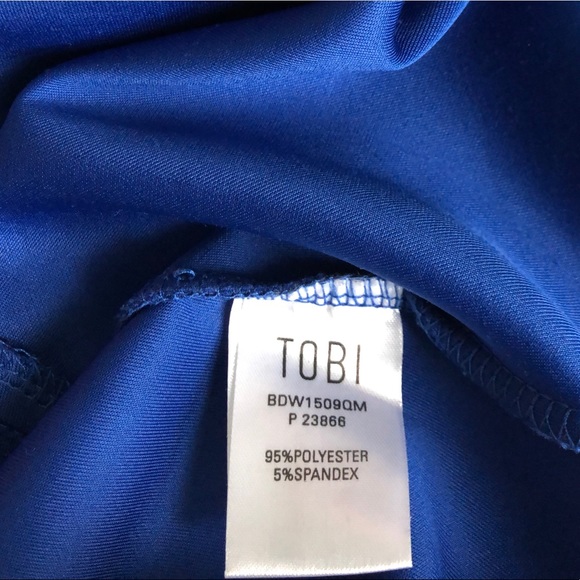 TOBI
BDW1509QM
P 23866
95%POLYESTER
5%SPANDEX